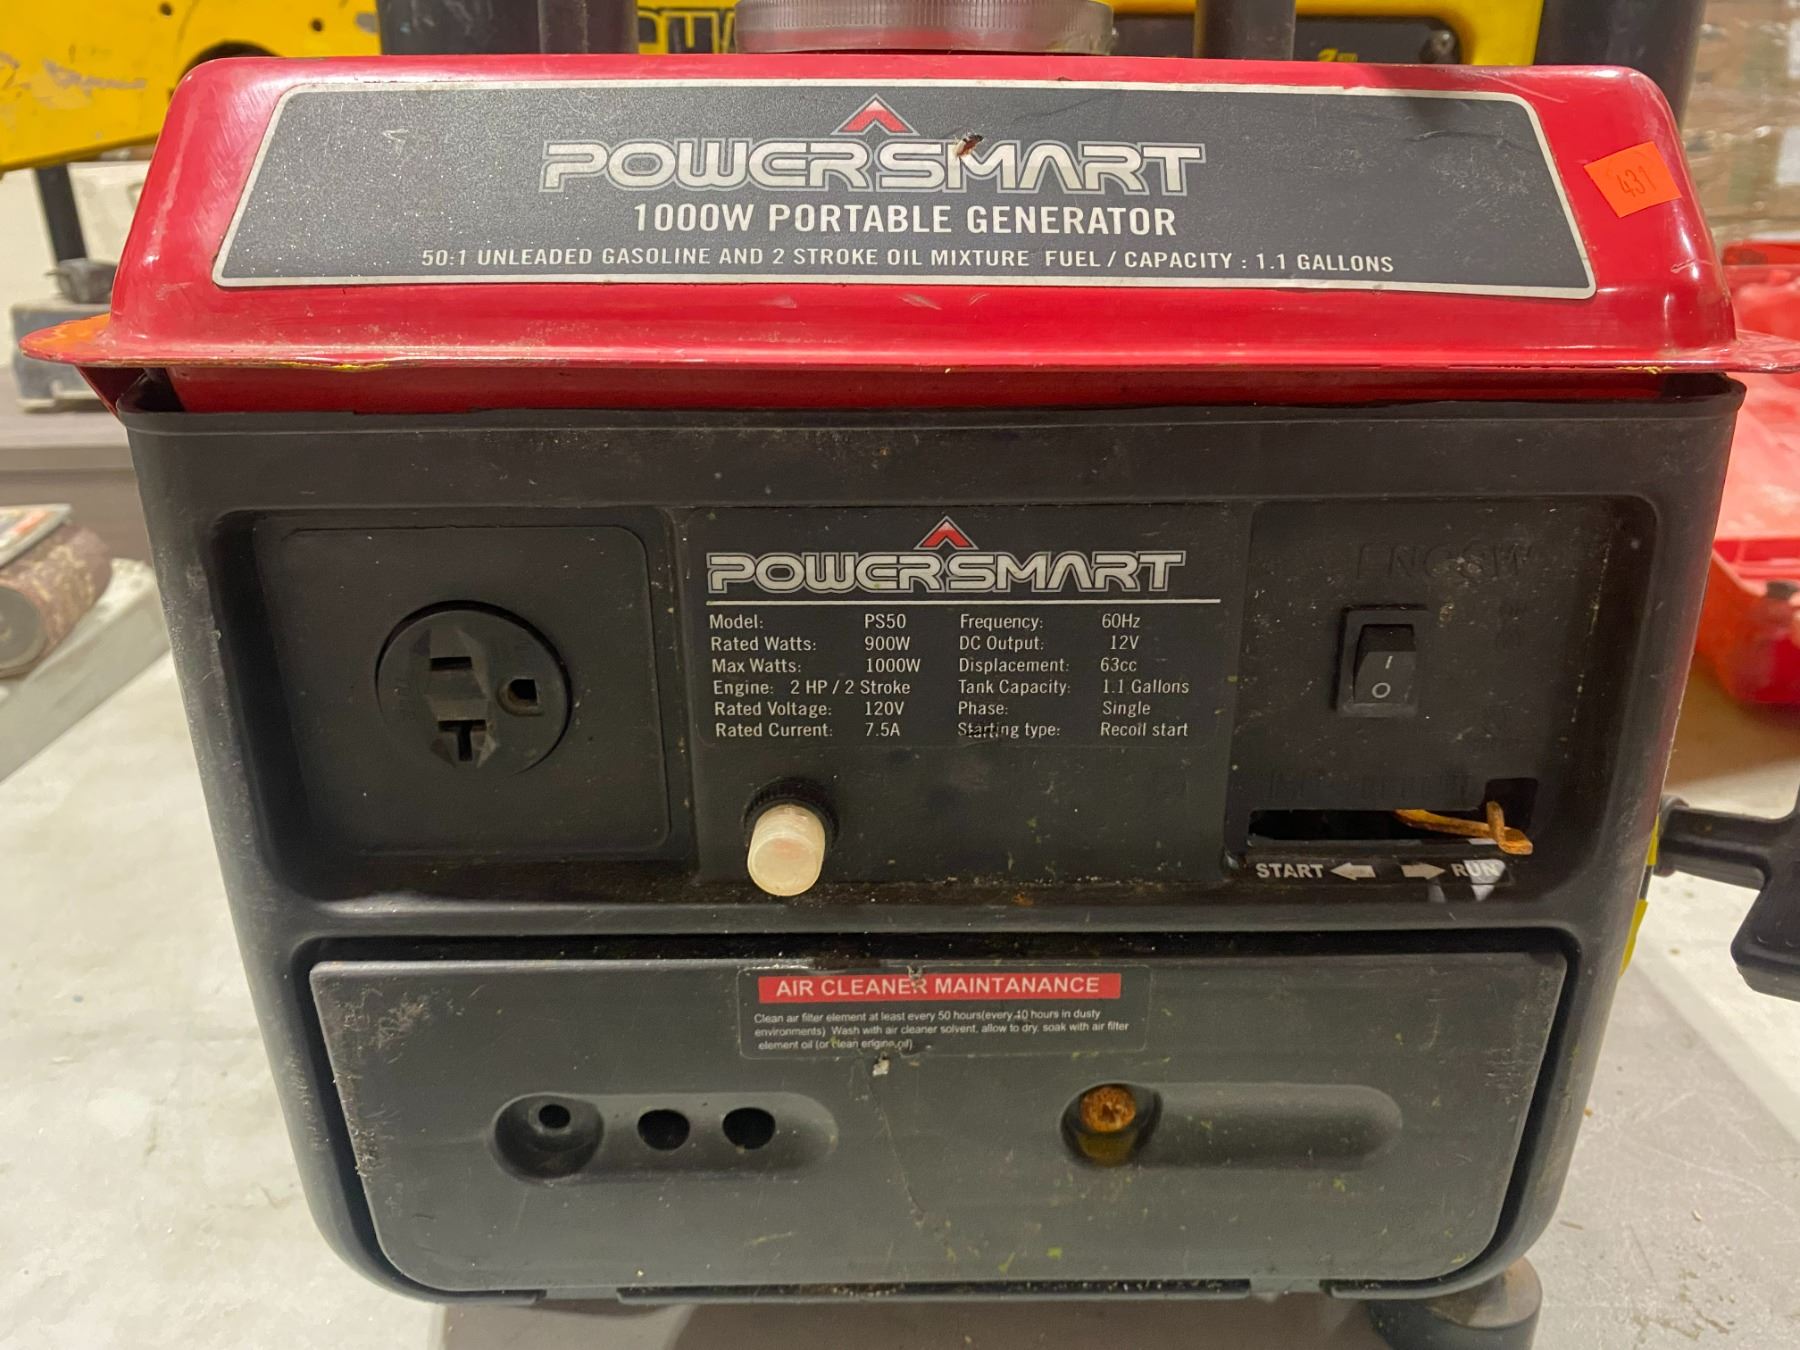 POWERSMART
1000W PORTABLE GENERATOR
50:1 UNLEADED GASOLINE AND 2 STROKE OIL MIXTURE FUEL / CAPACITY : 1.1 GALLONS
431
POWERSMART
Model: PS50 Frequency: 60Hz
Rated Watts: 900W DC Output: 12V
Max Watts: 1000W Displacement: 63cc
Engine: 2 HP / 2 Stroke Tank Capacity: 1.1 Gallons
Rated Voltage: 120V Phase: Single
Rated Current: 7.5A Starting type: Recoil start
I
O
START RUN
AIR CLEANER MAINTANANCE
Clean air filter element at least every 50 hours(every 10 hours in dusty
environments) Wash with air cleaner solvent, allow to dry. soak with air filter
element oil (or clean engine oil)